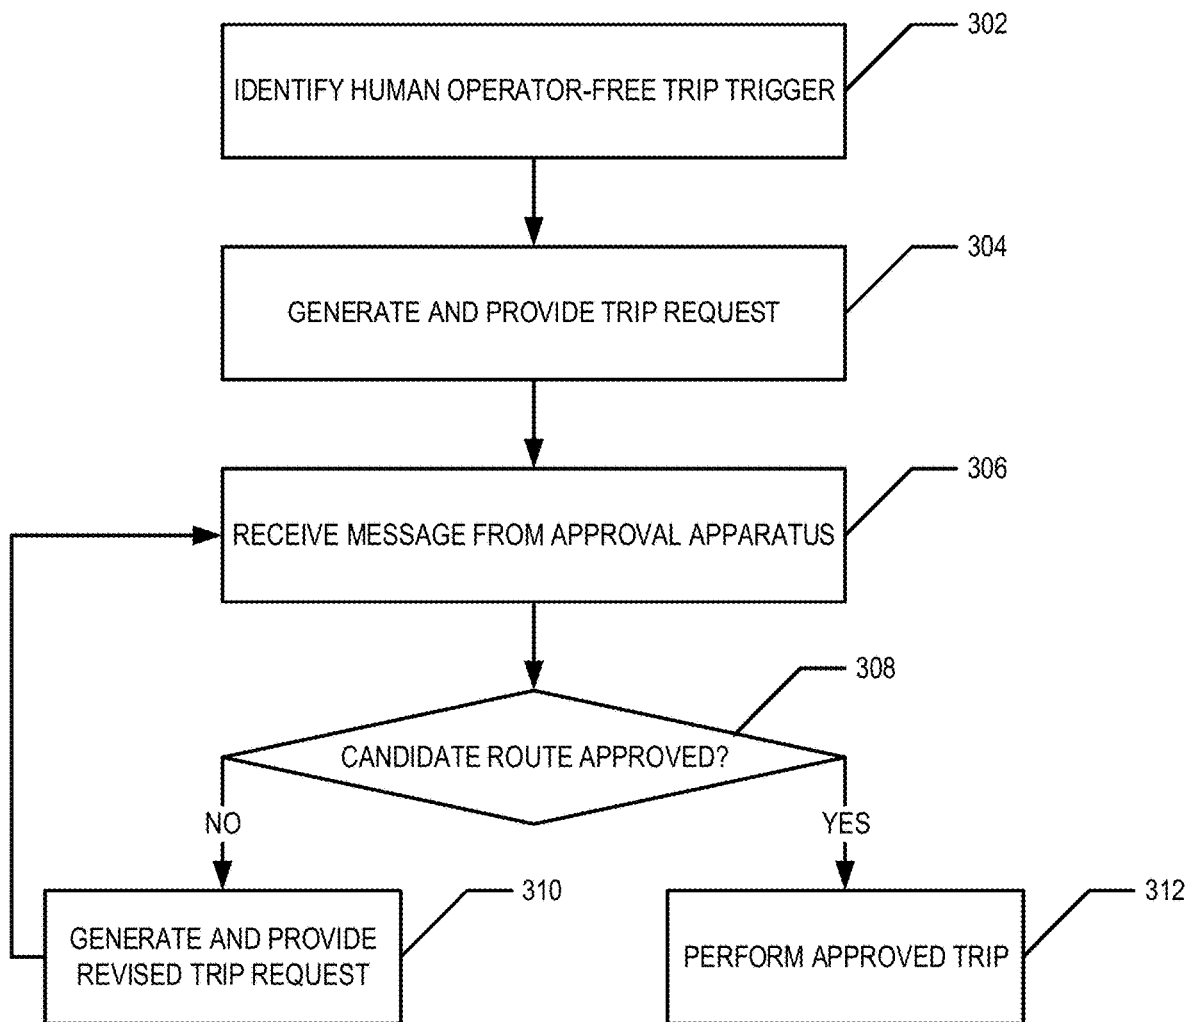 302
IDENTIFY HUMAN OPERATOR-FREE TRIP TRIGGER
304
GENERATE AND PROVIDE TRIP REQUEST
306
RECEIVE MESSAGE FROM APPROVAL APPARATUS
308
CANDIDATE ROUTE APPROVED?
NO
YES
310
312
GENERATE AND PROVIDE
REVISED TRIP REQUEST
PERFORM APPROVED TRIP